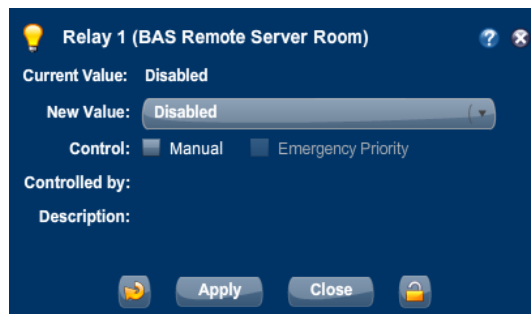 Relay 1 (BAS Remote Server Room) ?
Current Value: Disabled
New Value: Disabled
Control: Manual Emergency Priority
Controlled by:
Description:
Apply Close